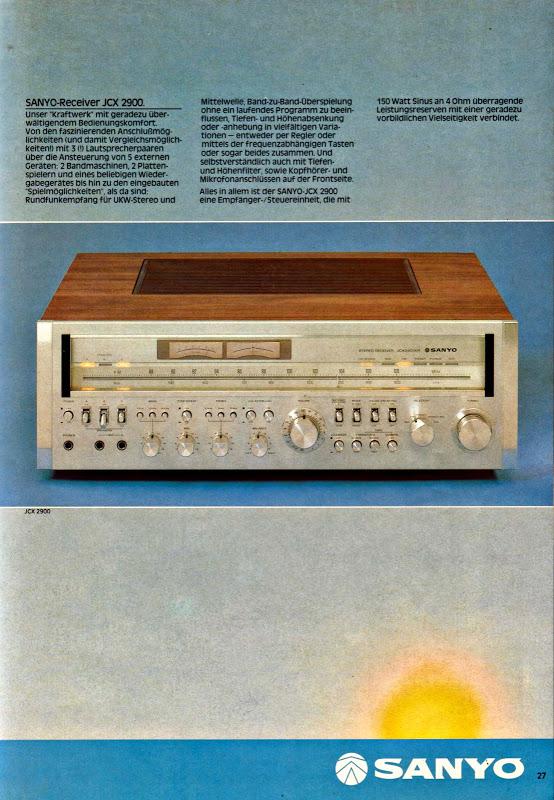 SANYO-Receiver JCX 2900.
Unser "Kraftwerk" mit geradezu über-
wältigendem Bedienungskomfort.
Von den faszinierenden Anschlußmög-
lichkeiten (und damit Vergleichsmöglich-
keiten!) mit 3 (!) Lautsprecherpaaren
über die Ansteuerung von 5 externen
Geräten: 2 Bandmaschinen, 2 Platten-
spielern und eines beliebigen Wieder-
gabegerätes bis hin zu den eingebauten
"Spielmöglichkeiten", als da sind:
Rundfunkempfang für UKW-Stereo und
Mittelwelle, Band-zu-Band-Überspielung
ohne ein laufendes Programm zu beein-
flussen, Tiefen- und Höhenabsenkung
oder -anhebung in vielfältigen Varia-
tionen – entweder per Regler oder
mittels der frequenzabhängigen Tasten
oder sogar beides zusammen. Und
selbstverständlich auch mit Tiefen-
und Höhenfilter, sowie Kopfhörer- und
Mikrofonanschlüssen auf der Frontseite.
Alles in allem ist der SANYO-JCX 2900
eine Empfänger-/Steuereinheit, die mit
150 Watt Sinus an 4 Ohm überragende
Leistungsreserven mit einer geradezu
vorbildlichen Vielseitigkeit verbindet.
STEREO RECEIVER SANYO
JCX 2900
SANYO
27